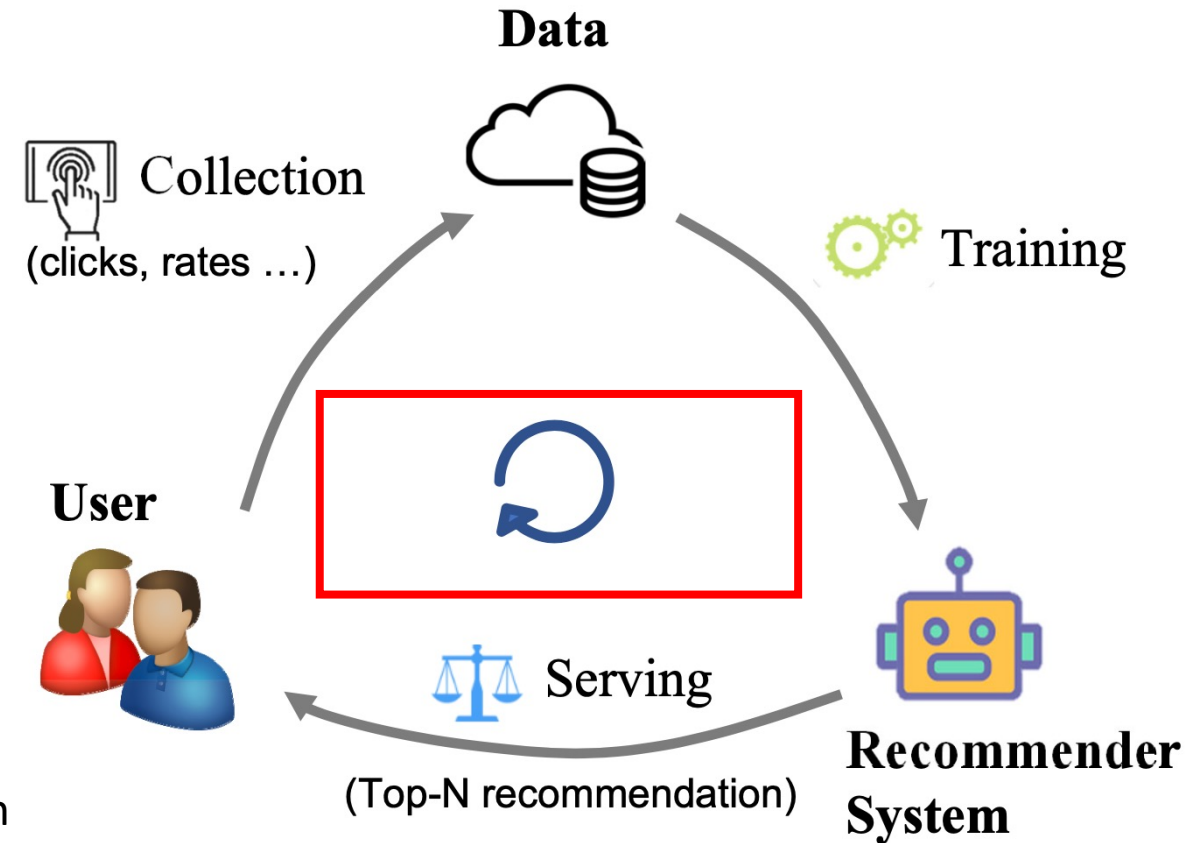 Data
Collection
(clicks, rates …)
Training
User
Serving
(Top-N recommendation)
Recommender
System